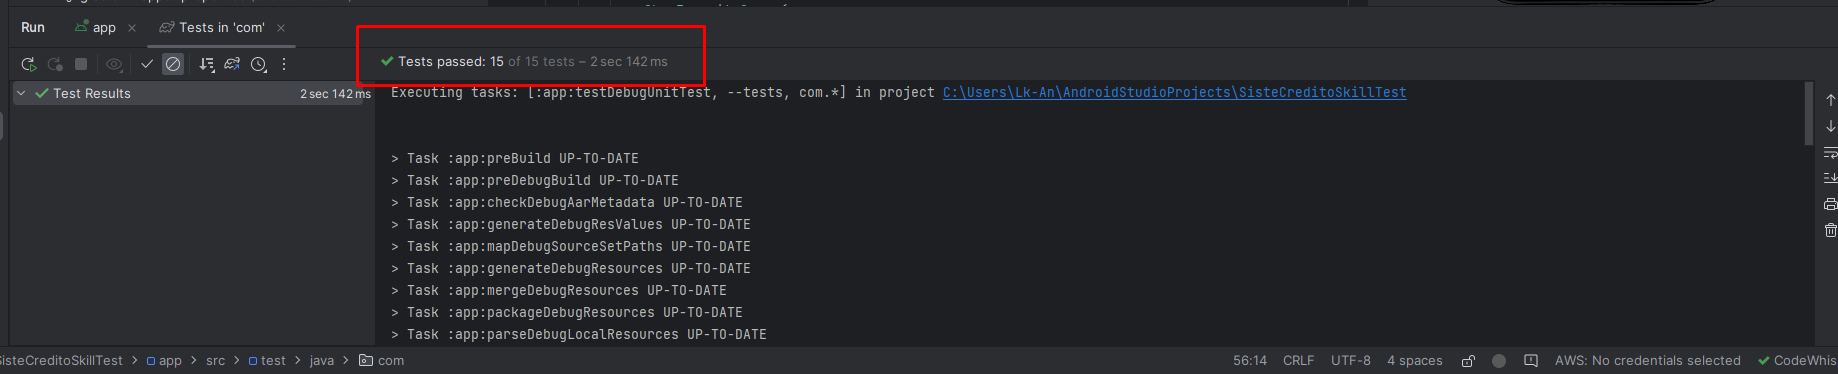 Run
app
Tests in 'com'
Tests passed: 15 of 15 tests – 2 sec 142 ms
Test Results
2 sec 142 ms
Executing tasks: [:app:testDebugUnitTest, --tests, com.*] in project C:\Users\Lk-An\AndroidStudioProjects\SisteCreditoSkillTest
> Task :app:preBuild UP-TO-DATE
> Task :app:preDebugBuild UP-TO-DATE
> Task :app:checkDebugAarMetadata UP-TO-DATE
> Task :app:generateDebugResValues UP-TO-DATE
> Task :app:mapDebugSourceSetPaths UP-TO-DATE
> Task :app:generateDebugResources UP-TO-DATE
> Task :app:mergeDebugResources UP-TO-DATE
> Task :app:packageDebugResources UP-TO-DATE
> Task :app:parseDebugLocalResources UP-TO-DATE
SisteCreditoSkillTest > app > src > test > java > com
56:14 CRLF UTF-8 4 spaces AWS: No credentials selected CodeWhis